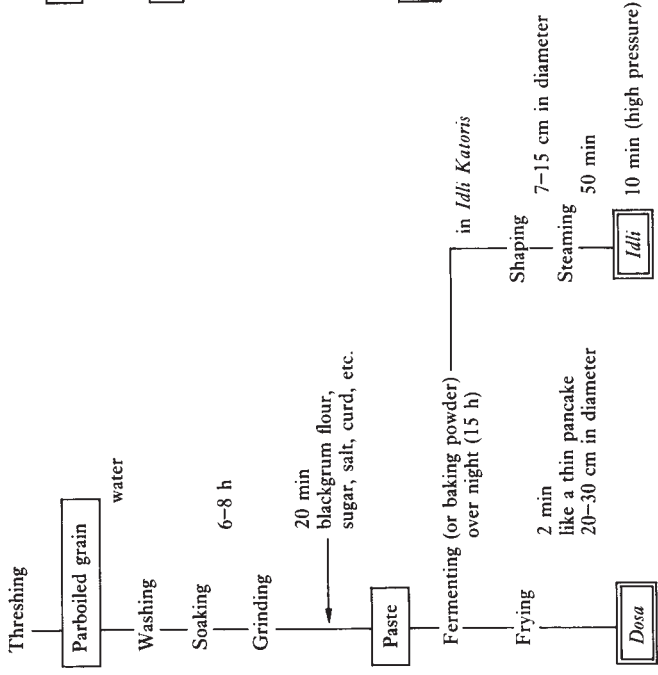 Threshing
Parboiled grain
water
Washing
Soaking
6–8 h
Grinding
20 min
blackgrum flour,
sugar, salt, curd, etc.
Paste
Fermenting (or baking powder)
over night (15 h)
in Idli Katoris
Shaping
7–15 cm in diameter
Steaming
50 min
Idli
10 min (high pressure)
Frying
2 min
like a thin pancake
20–30 cm in diameter
Dosa